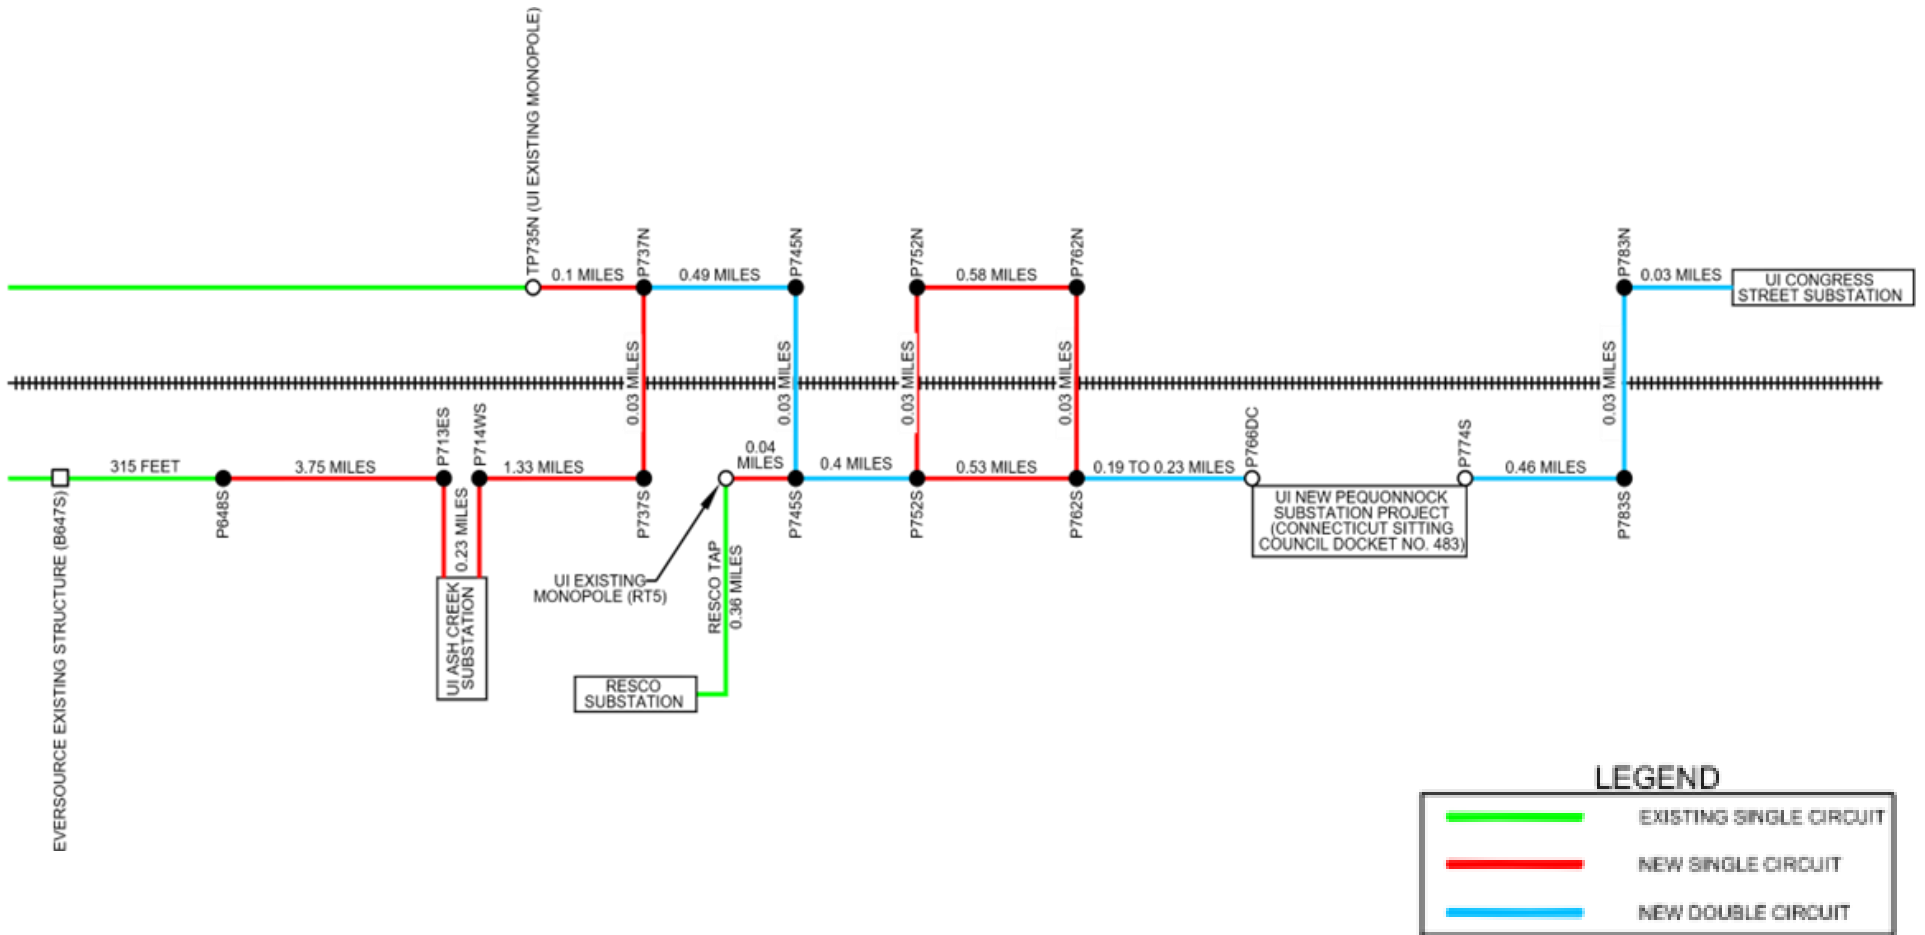 TP735N (UI EXISTING MONOPOLE)
0.1 MILES
P737N
0.49 MILES
P745N
P752N
0.58 MILES
P762N
P783N
0.03 MILES
UI CONGRESS
STREET SUBSTATION
0.03 MILES
0.03 MILES
0.03 MILES
0.03 MILES
0.03 MILES
315 FEET
3.75 MILES
P713ES
P714WS
1.33 MILES
0.04
MILES
0.4 MILES
0.53 MILES
0.19 TO 0.23 MILES
P766DC
P774S
0.46 MILES
EVERSOURCE EXISTING STRUCTURE (B647S)
P648S
0.23 MILES
P737S
P745S
P752S
P762S
UI NEW PEQUONNOCK
SUBSTATION PROJECT
(CONNECTICUT SITTING
COUNCIL DOCKET NO. 483)
P783S
UI ASH CREEK
SUBSTATION
UI EXISTING
MONOPOLE (RT5)
RESCO TAP
0.36 MILES
RESCO
SUBSTATION
LEGEND
EXISTING SINGLE CIRCUIT
NEW SINGLE CIRCUIT
NEW DOUBLE CIRCUIT